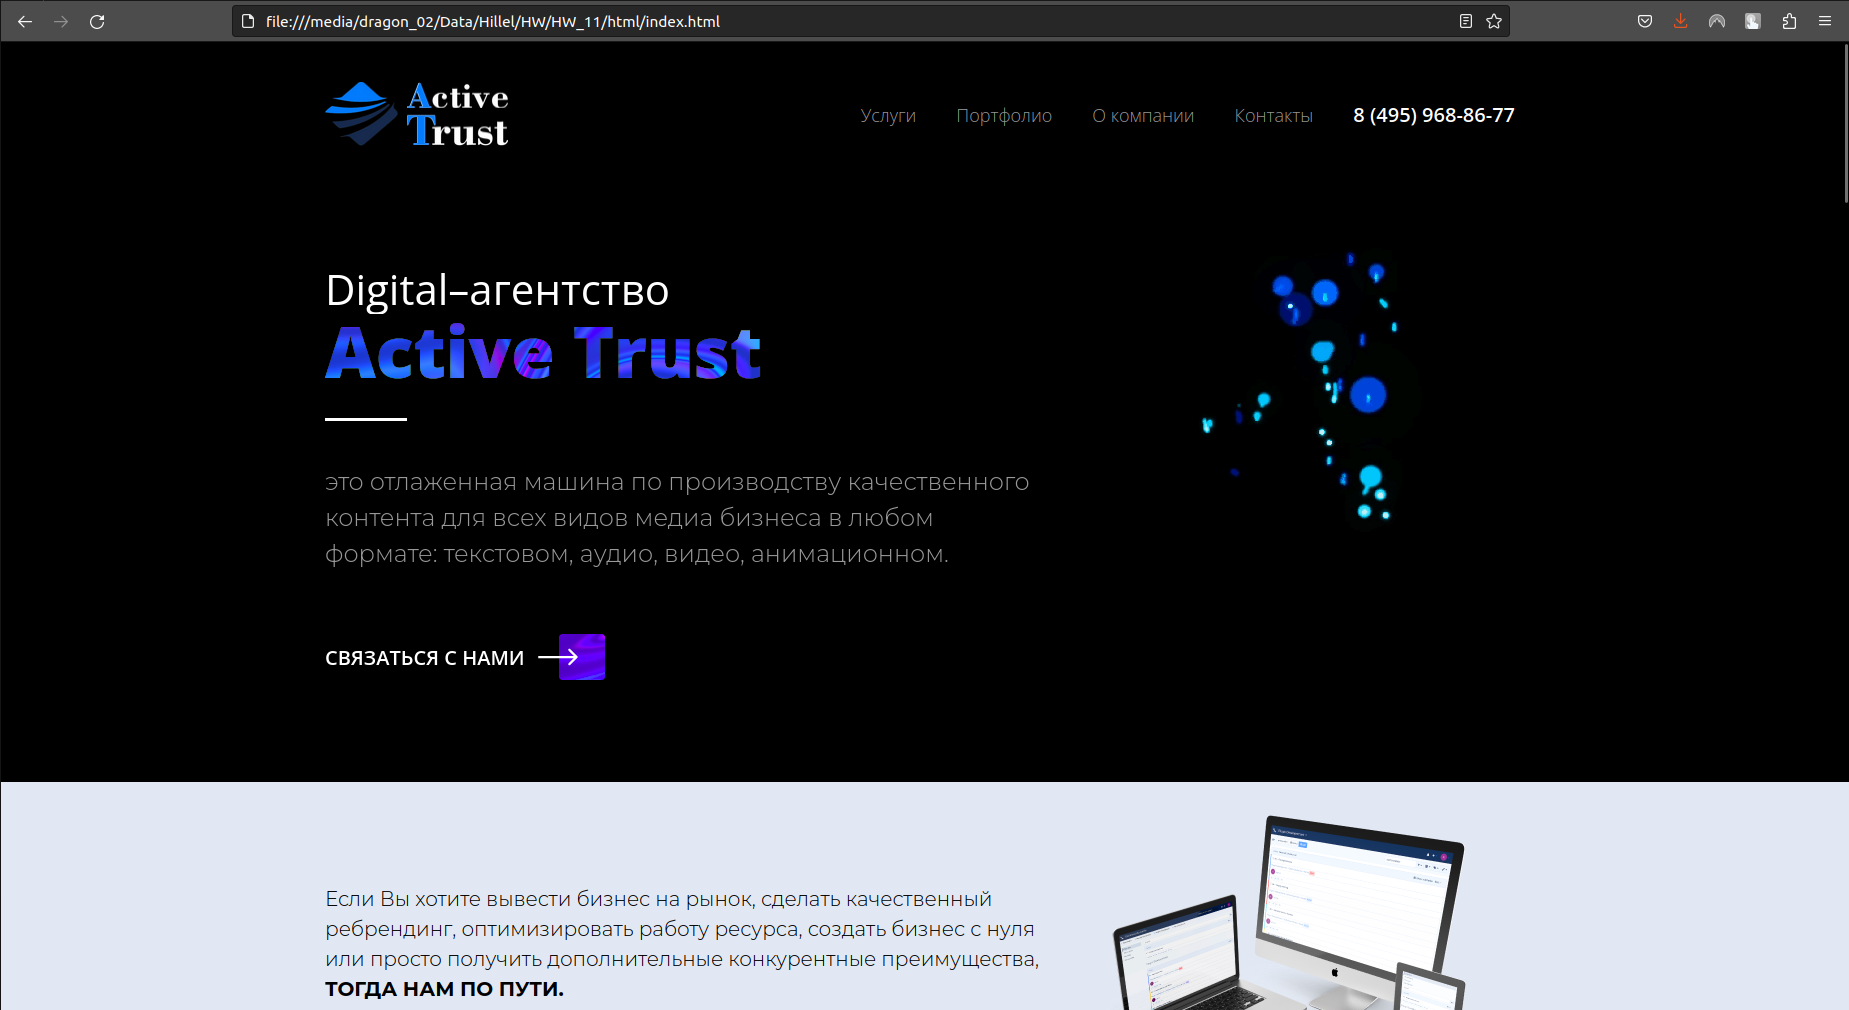 file:///media/dragon_02/Data/Hillel/HW/HW_11/html/index.html
Active
Trust
Услуги
Портфолио
О компании
Контакты
8 (495) 968-86-77
Digital–агентство
Active Trust
это отлаженная машина по производству качественного
контента для всех видов медиа бизнеса в любом
формате: текстовом, аудио, видео, анимационном.
СВЯЗАТЬСЯ С НАМИ
Если Вы хотите вывести бизнес на рынок, сделать качественный
ребрендинг, оптимизировать работу ресурса, создать бизнес с нуля
или просто получить дополнительные конкурентные преимущества,
ТОГДА НАМ ПО ПУТИ.